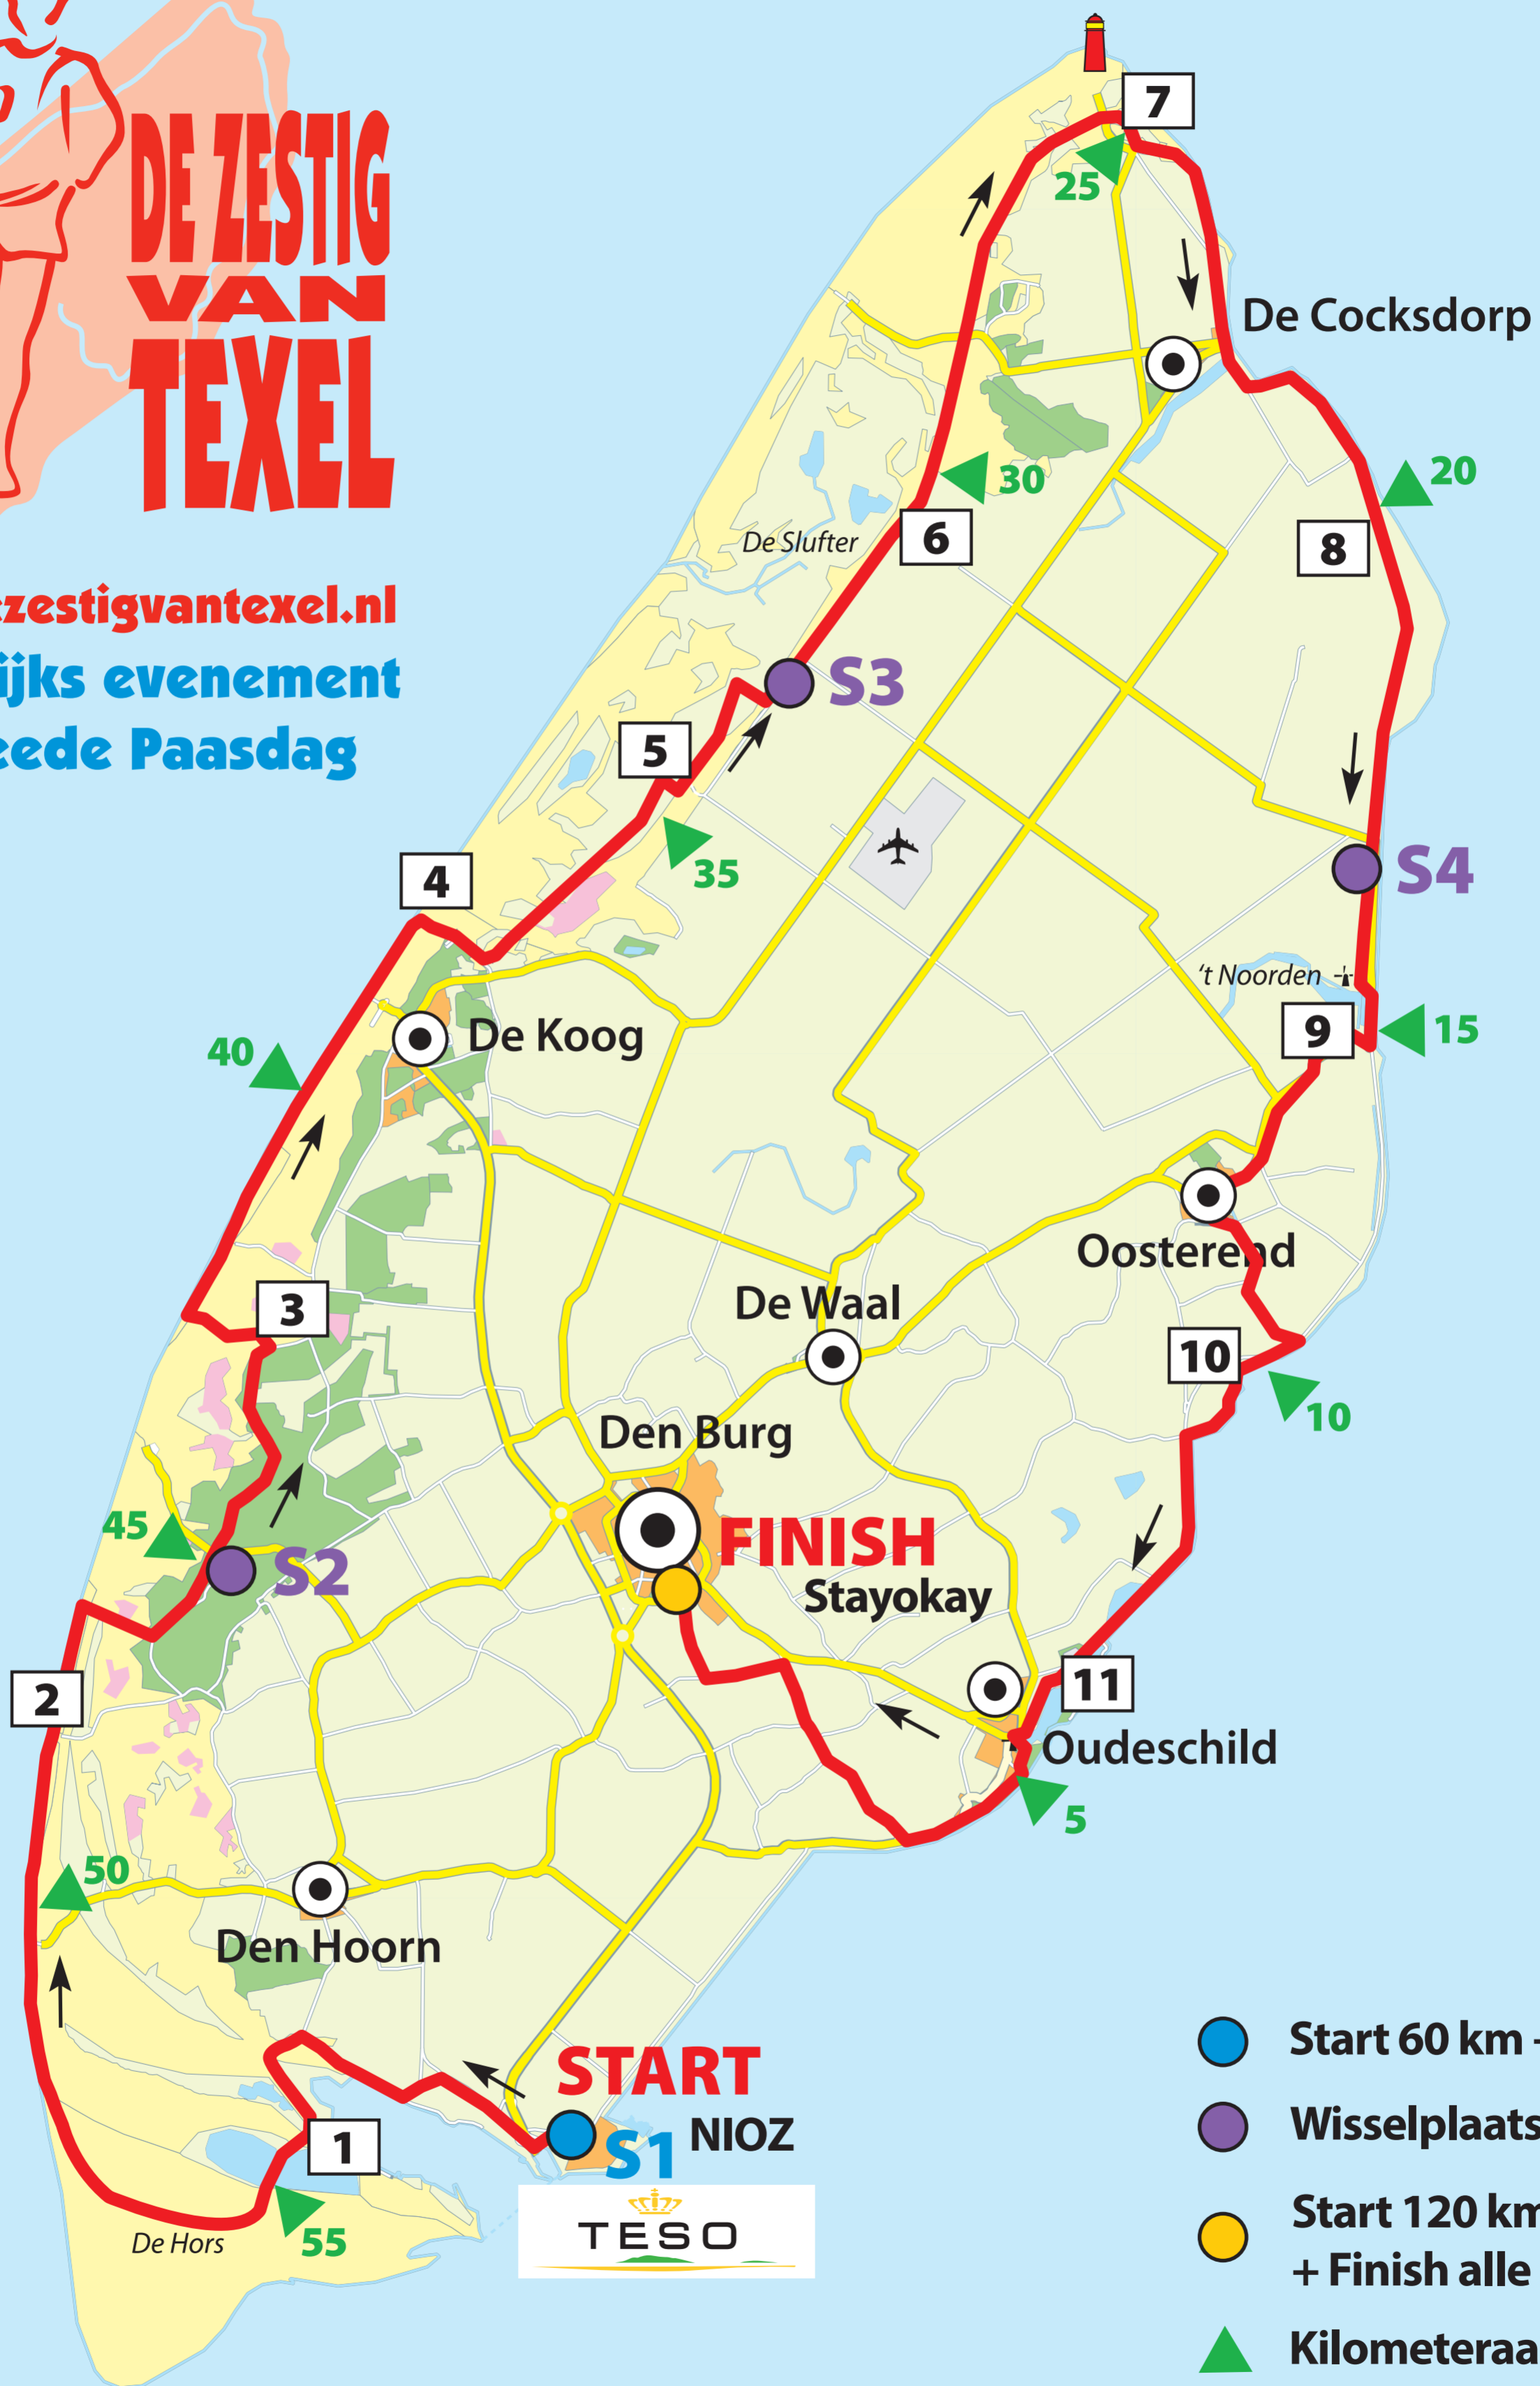 DE ZESTIG
VAN
TEXEL
zestigvantexel.nl
ijks evenement
eede Paasdag
7
25
De Cocksdorp
20
30
8
De Slufter
6
S3
5
35
4
S4
't Noorden
9
15
De Koog
40
Oosterend
De Waal
3
10
10
Den Burg
45
FINISH
S2
Stayokay
11
2
Oudeschild
5
50
Den Hoorn
START
S1 NIOZ
1
De Hors
55
TESO
Start 60 km -
Wisselplaats
Start 120 km
+ Finish alle
Kilometeraa